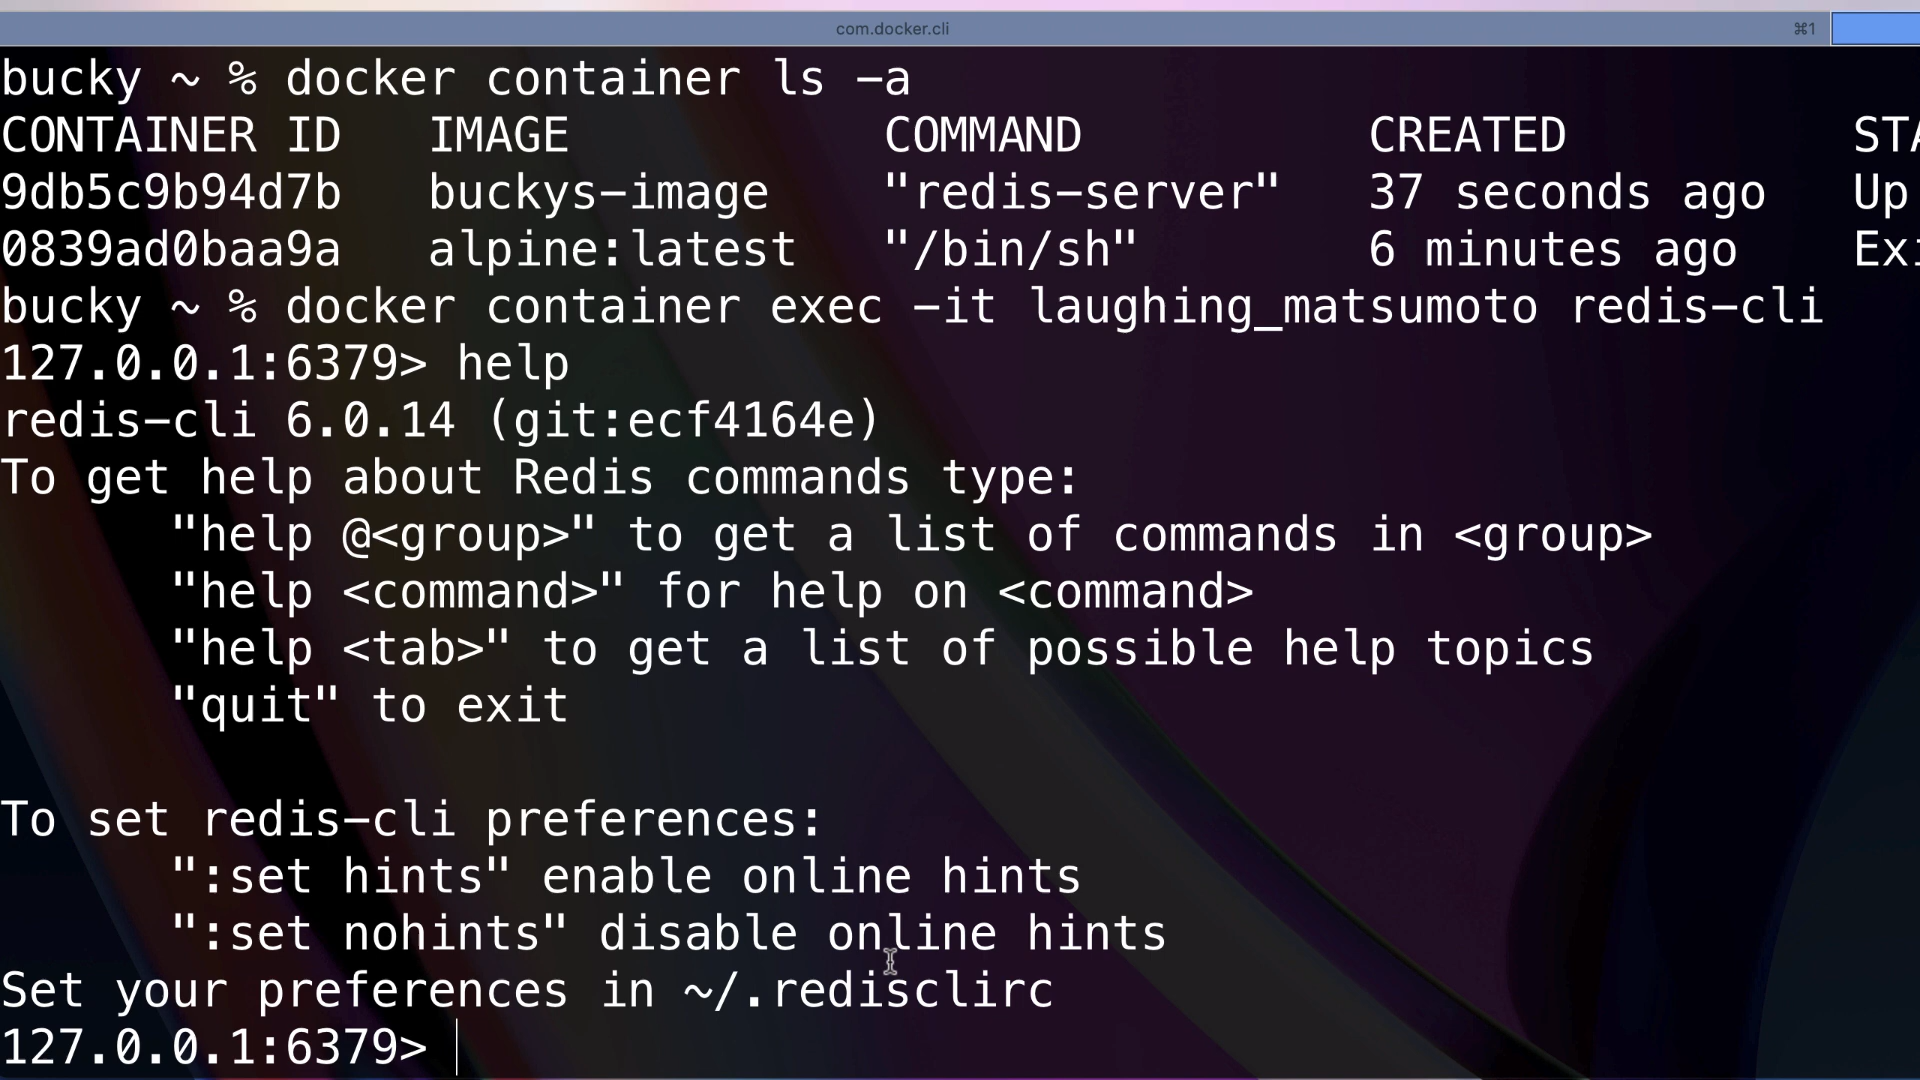 com.docker.cli ⌘1
bucky ~ % docker container ls -a
CONTAINER ID IMAGE COMMAND CREATED STA
9db5c9b94d7b buckys-image "redis-server" 37 seconds ago Up
0839ad0baa9a alpine:latest "/bin/sh" 6 minutes ago Exi
bucky ~ % docker container exec -it laughing_matsumoto redis-cli
127.0.0.1:6379> help
redis-cli 6.0.14 (git:ecf4164e)
To get help about Redis commands type:
"help @<group>" to get a list of commands in <group>
"help <command>" for help on <command>
"help <tab>" to get a list of possible help topics
"quit" to exit
To set redis-cli preferences:
":set hints" enable online hints
":set nohints" disable online hints
Set your preferences in ~/.redisclirc
127.0.0.1:6379>